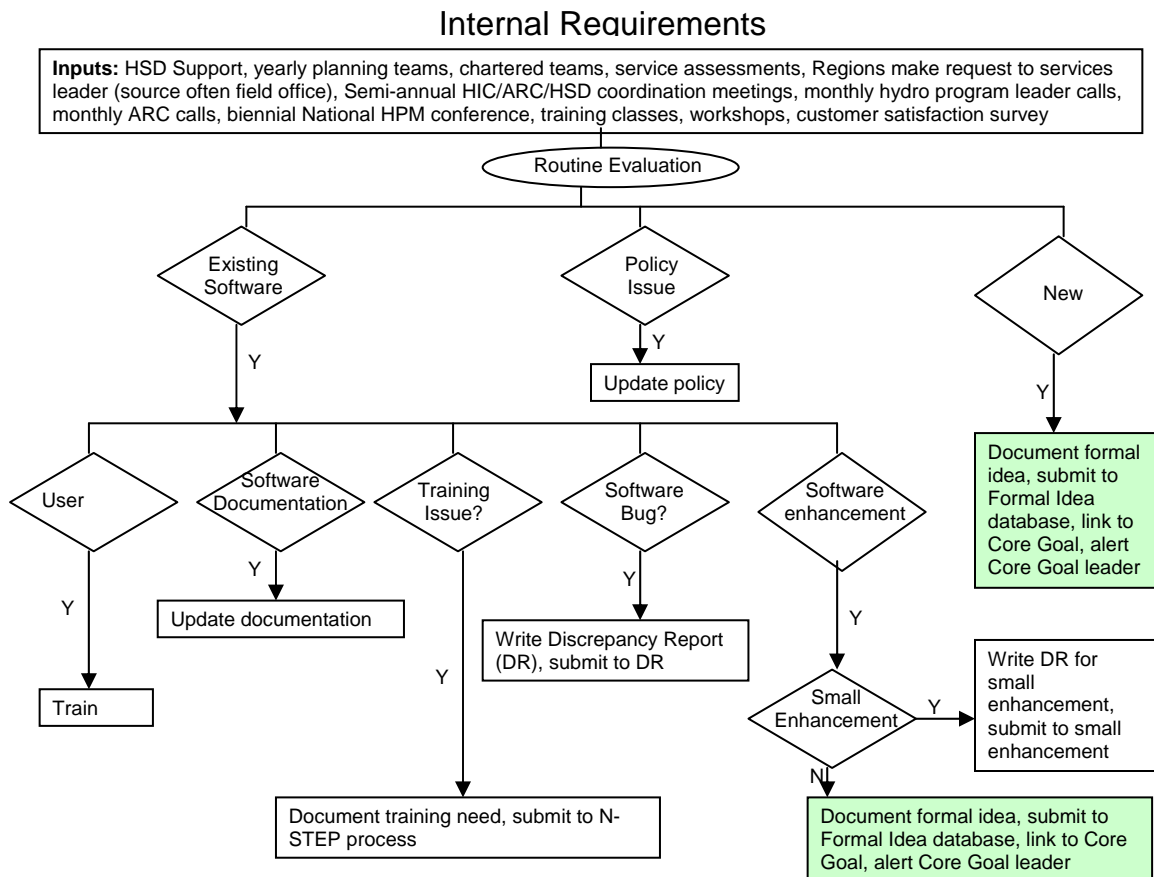 Internal Requirements
Inputs: HSD Support, yearly planning teams, chartered teams, service assessments, Regions make request to services
leader (source often field office), Semi-annual HIC/ARC/HSD coordination meetings, monthly hydro program leader calls,
monthly ARC calls, biennial National HPM conference, training classes, workshops, customer satisfaction survey
Routine Evaluation
Existing
Software
Policy
Issue
New
Y
Y
Update policy
Y
Document formal
idea, submit to
Formal Idea
database, link to
Core Goal, alert
Core Goal leader
User
Software
Documentation
Training
Issue?
Software
Bug?
Software
enhancement
Y
Y
Y
Y
Y
Update documentation
Write Discrepancy Report
(DR), submit to DR
Train
Small
Enhancement
Y
Write DR for
small
enhancement,
submit to small
enhancement
N
Document training need, submit to N-
STEP process
Document formal idea, submit to
Formal Idea database, link to Core
Goal, alert Core Goal leader